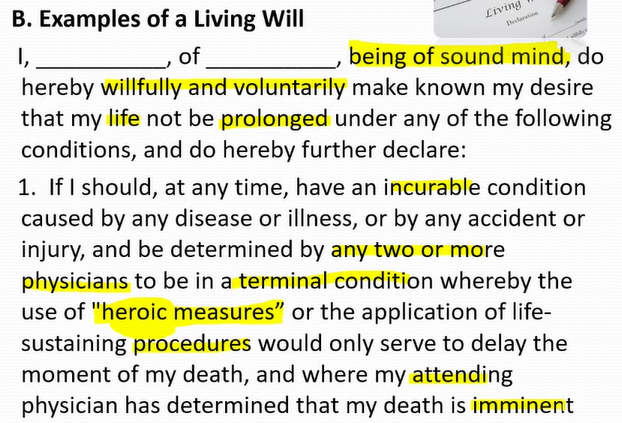 B. Examples of a Living Will
Living
Declaration
I, ____________, of ____________, being of sound mind, do
hereby willfully and voluntarily make known my desire
that my life not be prolonged under any of the following
conditions, and do hereby further declare:
1. If I should, at any time, have an incurable condition
caused by any disease or illness, or by any accident or
injury, and be determined by any two or more
physicians to be in a terminal condition whereby the
use of "heroic measures” or the application of life-
sustaining procedures would only serve to delay the
moment of my death, and where my attending
physician has determined that my death is imminent